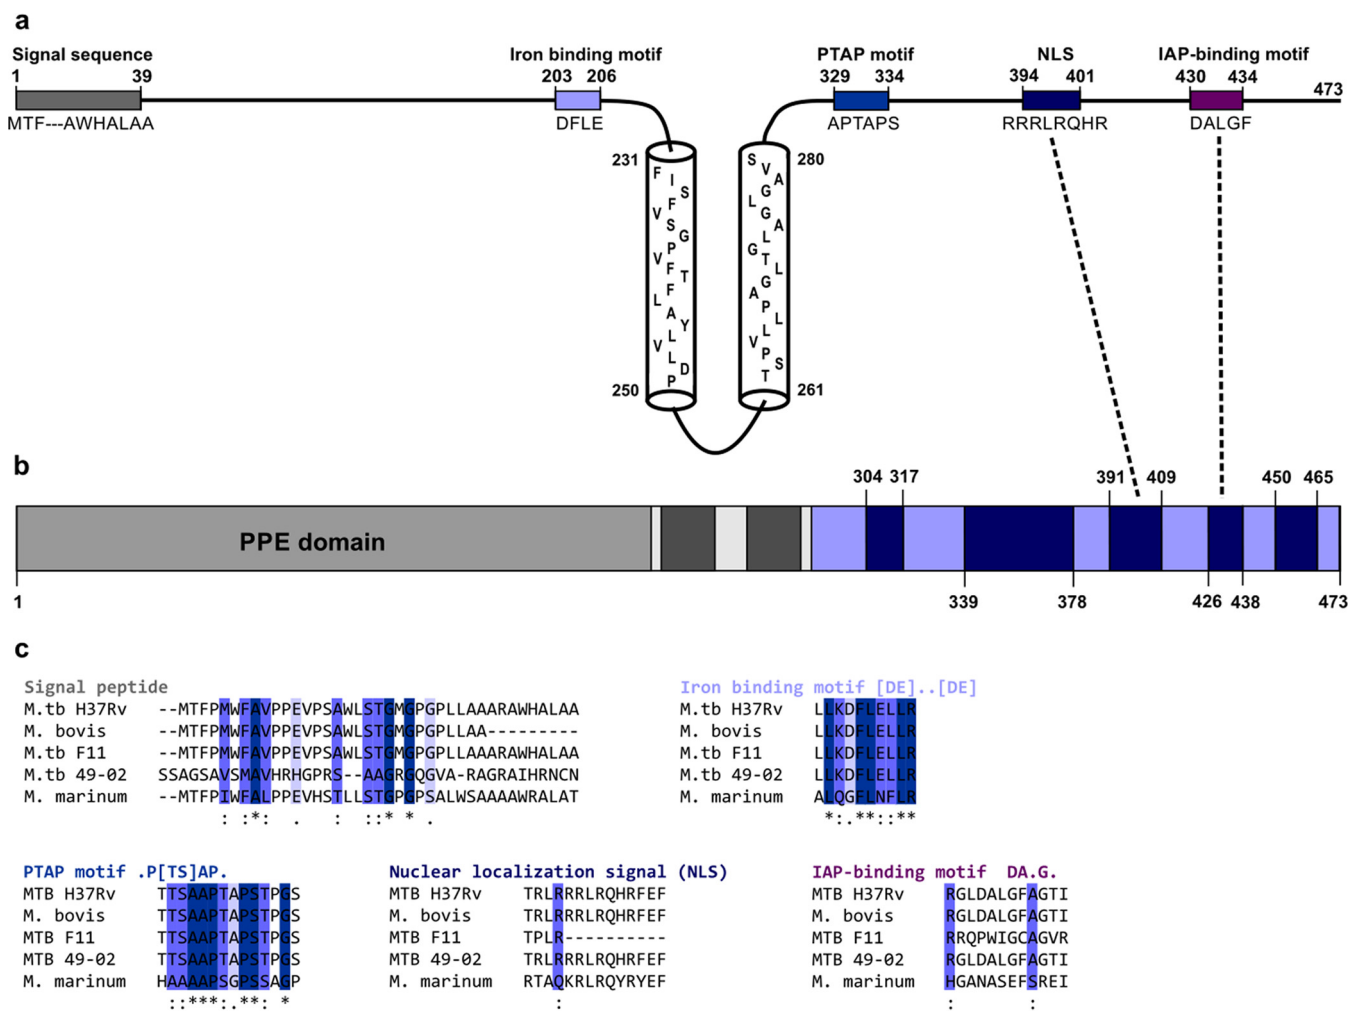 a
Signal sequence
Iron binding motif
PTAP motif
NLS
IAP-binding motif
1 39
203 206
329 334
394 401
430 434
473
MTF---AWHALAA
DFLE
APTAPS
RRRLRQHR
DALGF
231
280
F I S
V F S G
V P F F T
L A L Y
V L P D
S V A
L G G A
G L T L
A G P L
V L P S
T
250
261
b
304 317
391 409
450 465
PPE domain
1
339
378
426 438
473
c
Signal peptide
M.tb H37Rv --MTFPMWFAVPPEVPSAWLSTGMGPGPLLAAARAWHALAA
M. bovis --MTFPMWFAVPPEVPSAWLSTGMGPGPLLAA---------
M.tb F11 --MTFPMWFAVPPEVPSAWLSTGMGPGPLLAAARAWHALAA
M.tb 49-02 SSAGSAVSMAVHRHGPRS--AAGRGQGVA-RAGRAIHRNCN
M. marinum --MTFPIWFALPPEVHSTLLSTGPGPSALWSAAAAWRALAT
: :*: . : ::* * .
Iron binding motif [DE]..[DE]
M.tb H37Rv LLKDFLELLR
M. bovis LLKDFLELLR
M.tb F11 LLKDFLELLR
M.tb 49-02 LLKDFLELLR
M. marinum ALQGFLNFLR
*:.**::**
PTAP motif .P[TS]AP.
MTB H37Rv TTSAAPTAPSTPGS
M. bovis TTSAAPTAPSTPGS
MTB F11 TTSAAPTAPSTPGS
MTB 49-02 TTSAAPTAPSTPGS
M. marinum HAAAAPSGPSSAGP
::***:.**: *
Nuclear localization signal (NLS)
MTB H37Rv TRLRRRLRQHRFEF
M. bovis TRLRRRLRQHRFEF
MTB F11 TPLR----------
MTB 49-02 TRLRRRLRQHRFEF
M. marinum RTAQKRLRQYRYEF
:
IAP-binding motif DA.G.
MTB H37Rv RGLDALGFAGTI
M. bovis RGLDALGFAGTI
MTB F11 RRQPWIGCAGVR
MTB 49-02 RGLDALGFAGTI
M. marinum HGANASEFSREI
: :